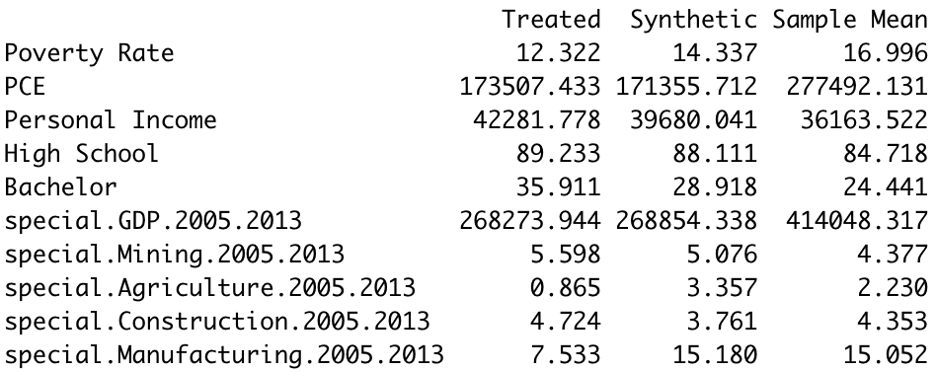 Treated Synthetic Sample Mean
Poverty Rate 12.322 14.337 16.996
PCE 173507.433 171355.712 277492.131
Personal Income 42281.778 39680.041 36163.522
High School 89.233 88.111 84.718
Bachelor 35.911 28.918 24.441
special.GDP.2005.2013 268273.944 268854.338 414048.317
special.Mining.2005.2013 5.598 5.076 4.377
special.Agriculture.2005.2013 0.865 3.357 2.230
special.Construction.2005.2013 4.724 3.761 4.353
special.Manufacturing.2005.2013 7.533 15.180 15.052